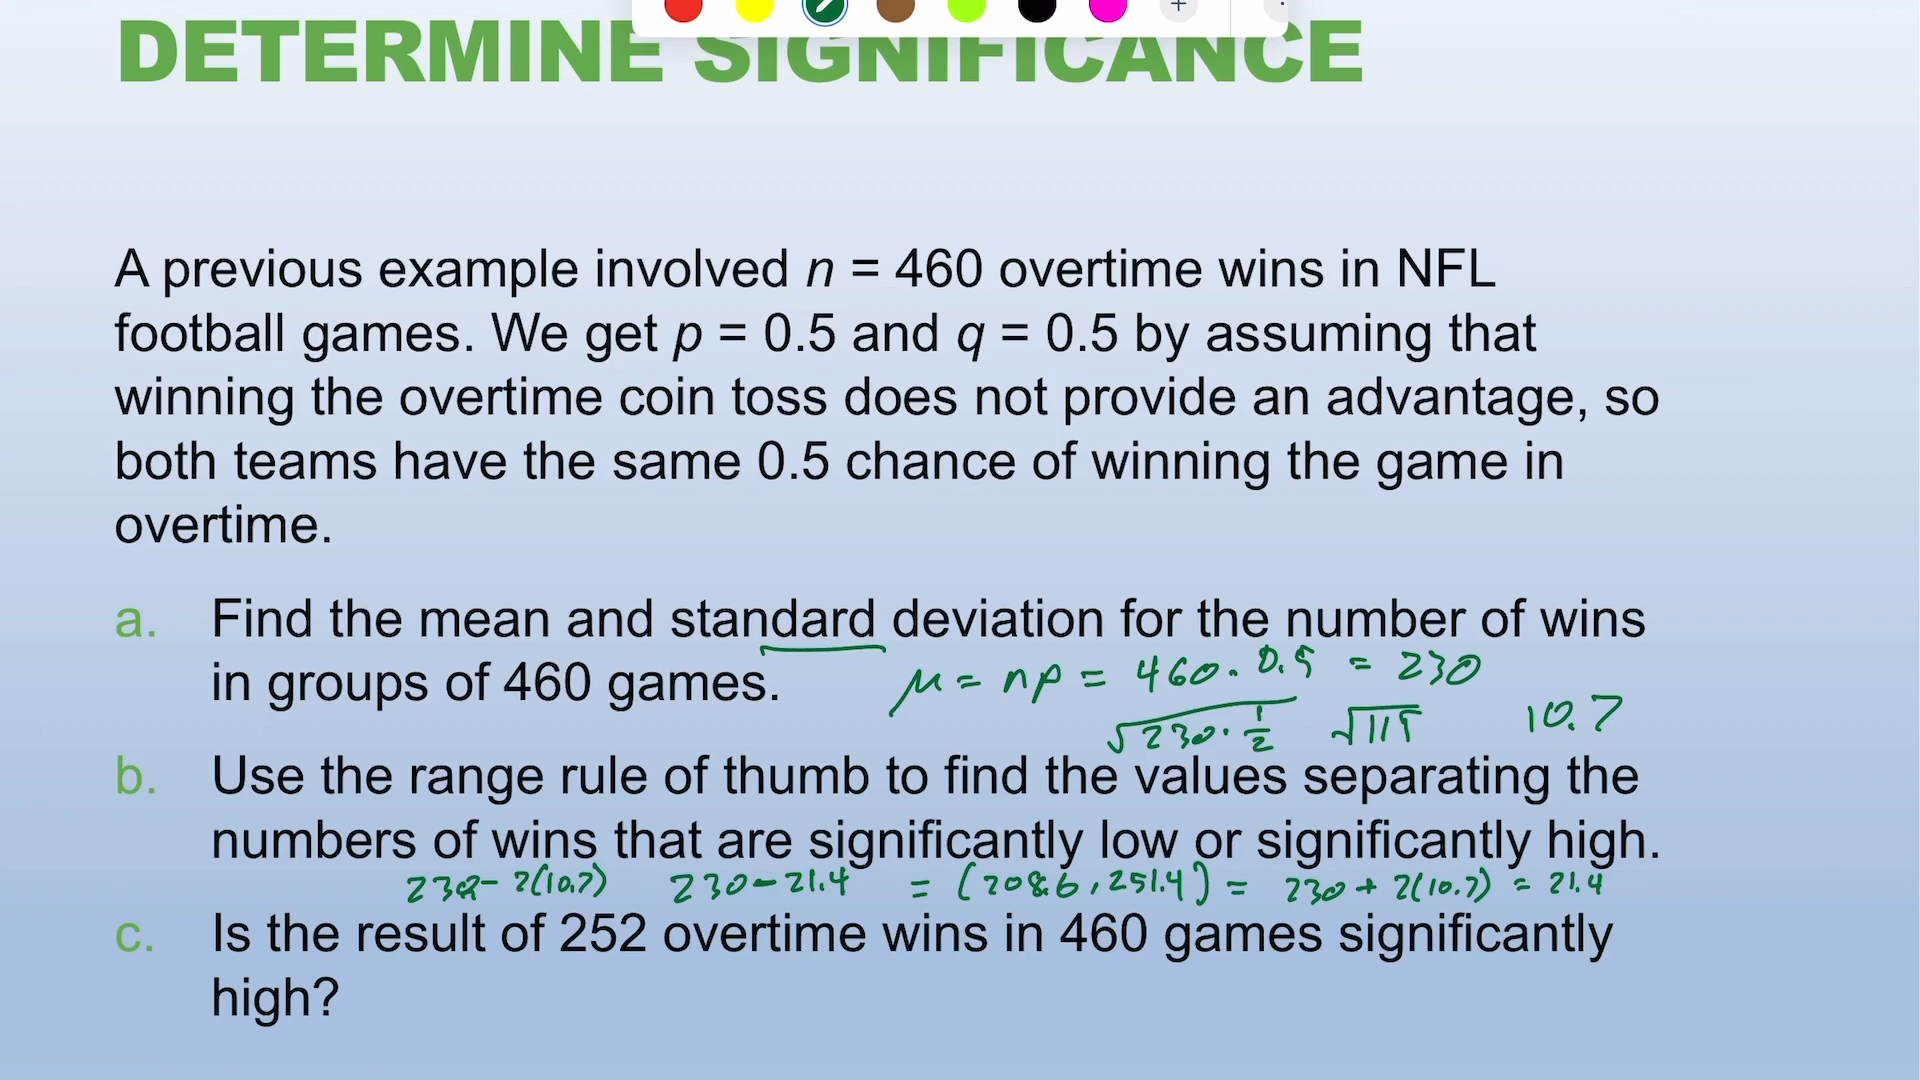 DETERMINE SIGNIFICANCE
A previous example involved n = 460 overtime wins in NFL
football games. We get p = 0.5 and q = 0.5 by assuming that
winning the overtime coin toss does not provide an advantage, so
both teams have the same 0.5 chance of winning the game in
overtime.
a. Find the mean and standard deviation for the number of wins
in groups of 460 games.
μ = np = 460 · 0.5 = 230
√230 · 1/2 √115 10.7
b. Use the range rule of thumb to find the values separating the
numbers of wins that are significantly low or significantly high.
230 - 2(10.7) 230 - 21.4 = (208.6, 251.4) = 230 + 2(10.7) = 21.4
c. Is the result of 252 overtime wins in 460 games significantly
high?